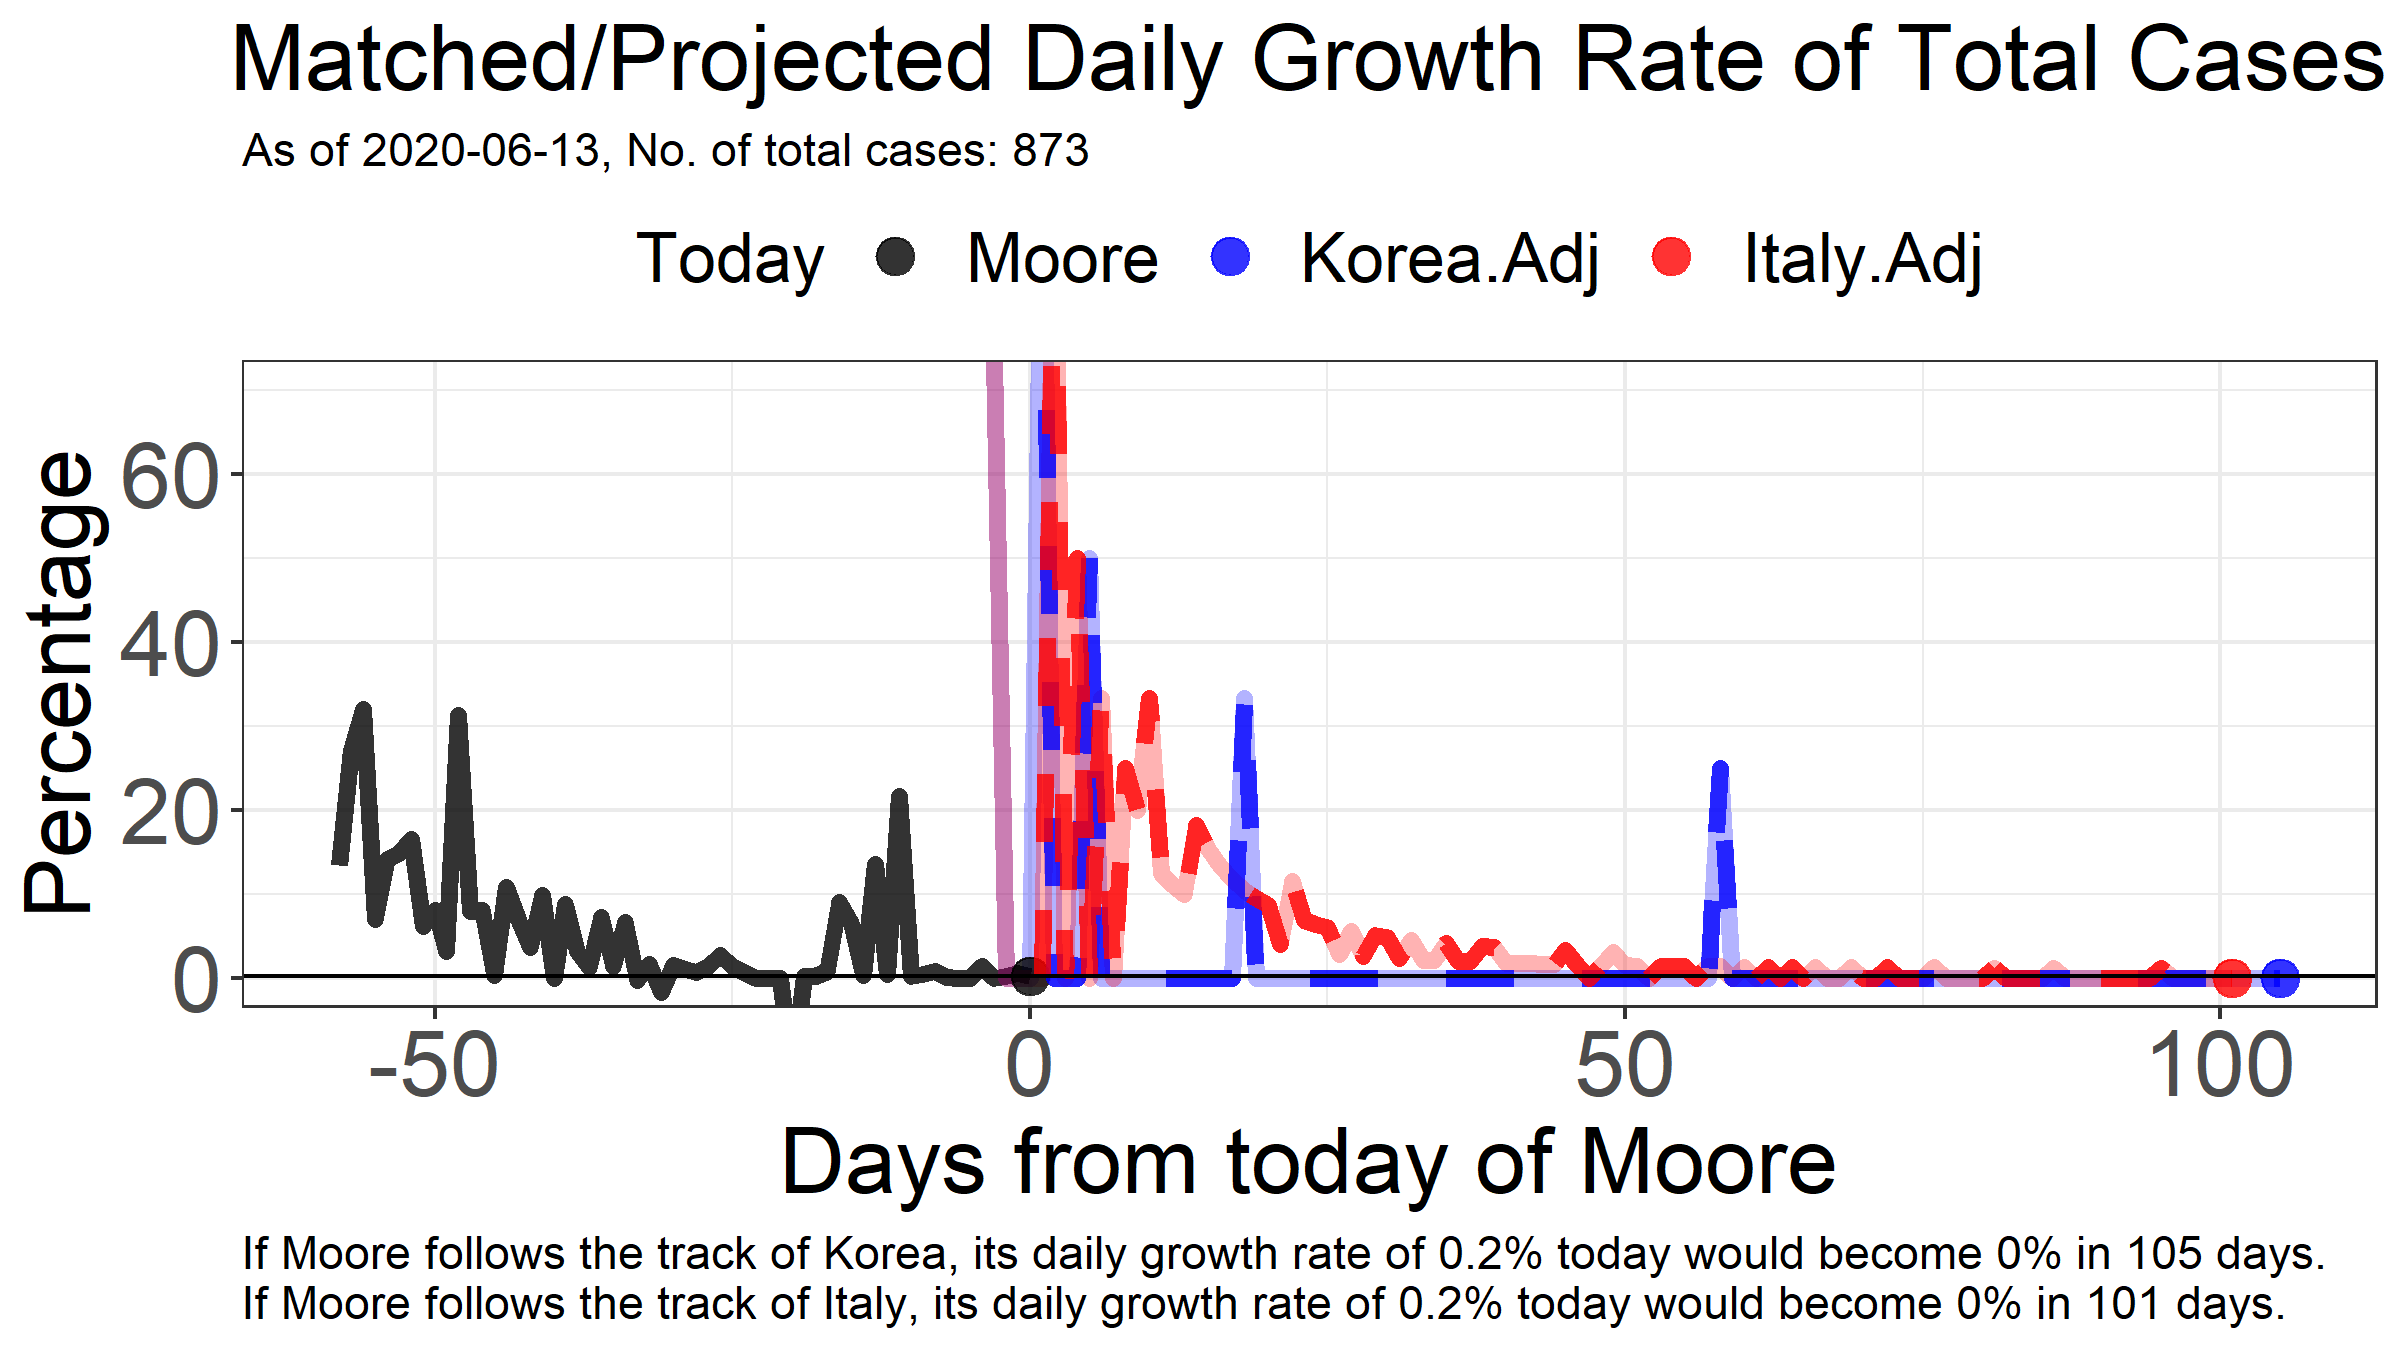 Matched/Projected Daily Growth Rate of Total Cases
As of 2020-06-13, No. of total cases: 873
Today Moore Korea.Adj Italy.Adj
Percentage
60
40
20
0
-50 0 50 100
Days from today of Moore
If Moore follows the track of Korea, its daily growth rate of 0.2% today would become 0% in 105 days.
If Moore follows the track of Italy, its daily growth rate of 0.2% today would become 0% in 101 days.